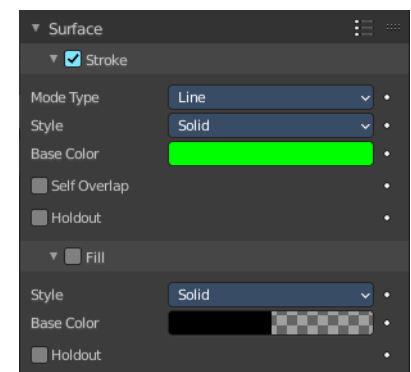 Surface
Stroke
Mode Type Line
Style Solid
Base Color
Self Overlap
Holdout
Fill
Style Solid
Base Color
Holdout